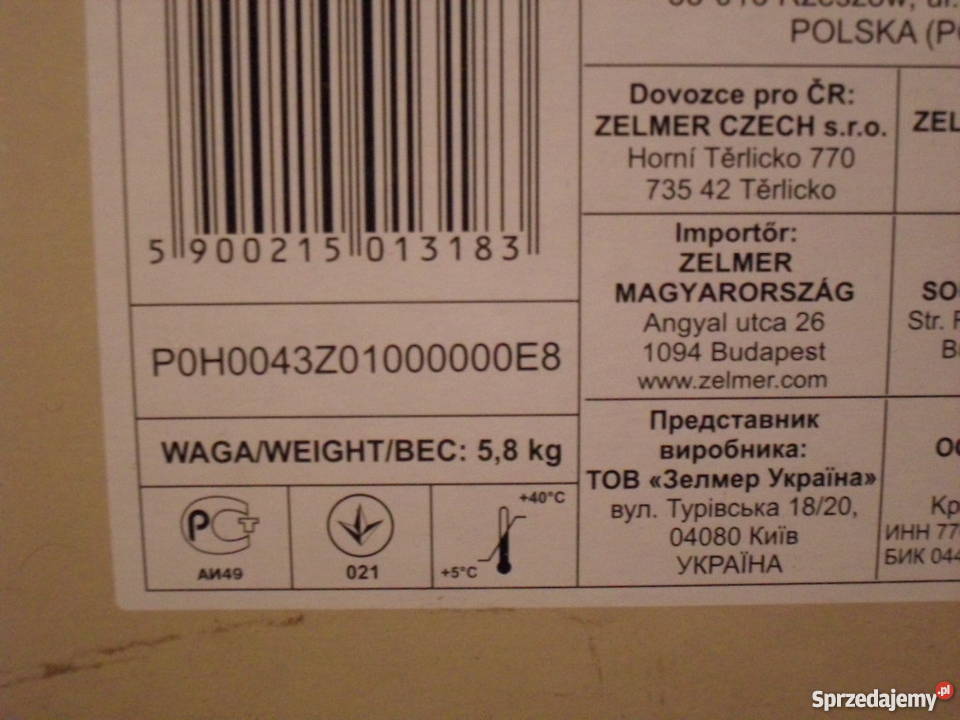 POLSKA
Dovozce pro ČR:
ZELMER CZECH s.r.o.
Horní Těrlicko 770
735 42 Těrlicko
Importőr:
ZELMER
MAGYARORSZÁG
Angyal utca 26
1094 Budapest
www.zelmer.com
Представник
виробника:
ТОВ «Зелмер Україна»
вул. Турівська 18/20,
04080 Київ
УКРАЇНА
Str.
ИНН
БИК
5 900215 013183
P0H0043Z01000000E8
WAGA/WEIGHT/ВЕС: 5,8 kg
РСТ
АИ49
021
+40°C
+5°C
Sprzedajemy.pl